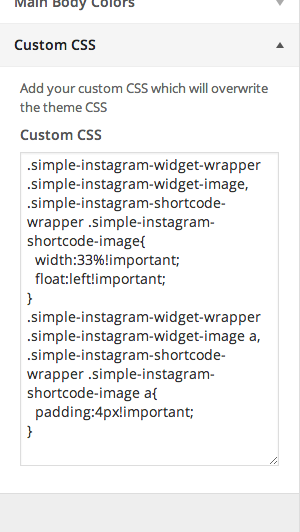 Main Body Colors
Custom CSS
Add your custom CSS which will overwrite
the theme CSS
Custom CSS
.simple-instagram-widget-wrapper
.simple-instagram-widget-image,
.simple-instagram-shortcode-
wrapper .simple-instagram-
shortcode-image{
  width:33%!important;
  float:left!important;
}
.simple-instagram-widget-wrapper
.simple-instagram-widget-image a,
.simple-instagram-shortcode-
wrapper .simple-instagram-
shortcode-image a{
  padding:4px!important;
}